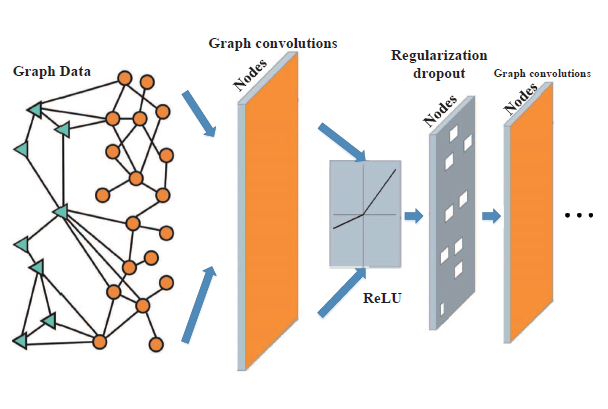 Graph convolutions
Regularization
dropout
Graph Data
Graph convolutions
Nodes
Nodes
Nodes
ReLU